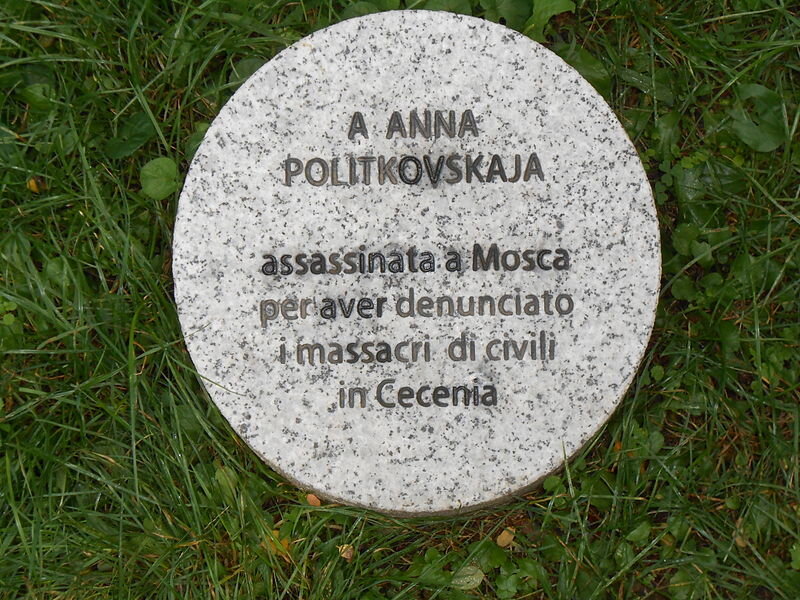 A ANNA
POLITKOVSKAJA
assassinata a Mosca
per aver denunciato
i massacri di civili
in Cecenia